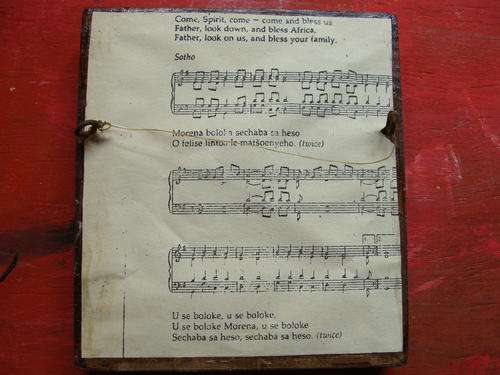 Come, Spirit, come – come and bless us
Father, look down, and bless Africa,
Father, look on us, and bless your family.
Sotho
Morena boloka sechaba sa heso
O felise lintoa le matšoenyeho. (twice)
U se boloke, u se boloke,
U se boloke Morena, u se boloke
Sechaba sa heso, sechaba sa heso. (twice)